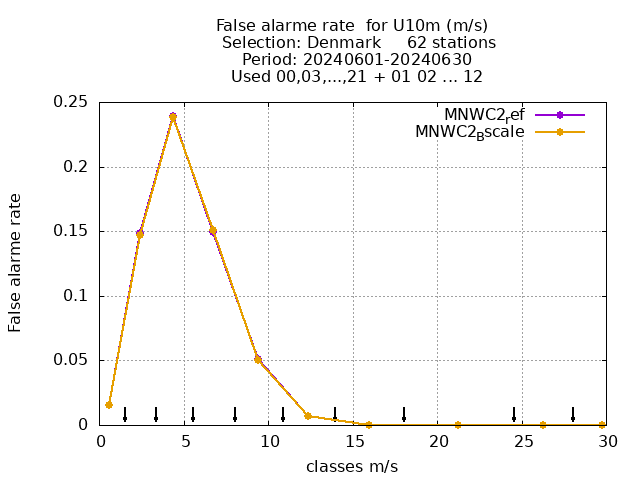 False alarme rate  for U10m (m/s)
Selection: Denmark     62 stations
Period: 20240601-20240630
Used 00,03,...,21 + 01 02 ... 12
MNWC2_ref
MNWC2_Bscale
False alarme rate
0.25
0.2
0.15
0.1
0.05
0
0 5 10 15 20 25 30
classes m/s